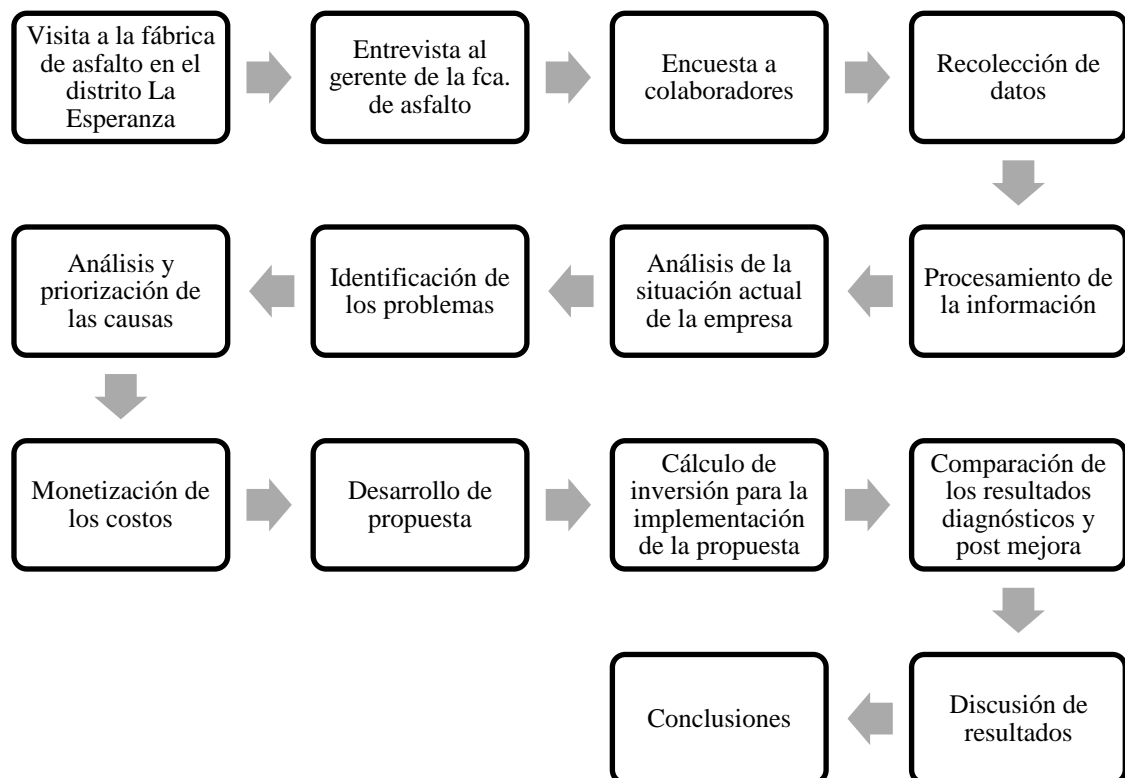 Visita a la fábrica
de asfalto en el
distrito La
Esperanza
Entrevista al
gerente de la fca.
de asfalto
Encuesta a
colaboradores
Recolección de
datos
Procesamiento de
la información
Análisis de la
situación actual
de la empresa
Identificación de
los problemas
Análisis y
priorización de
las causas
Monetización de
los costos
Desarrollo de
propuesta
Cálculo de
inversión para la
implementación
de la propuesta
Comparación de
los resultados
diagnósticos y
post mejora
Discusión de
resultados
Conclusiones